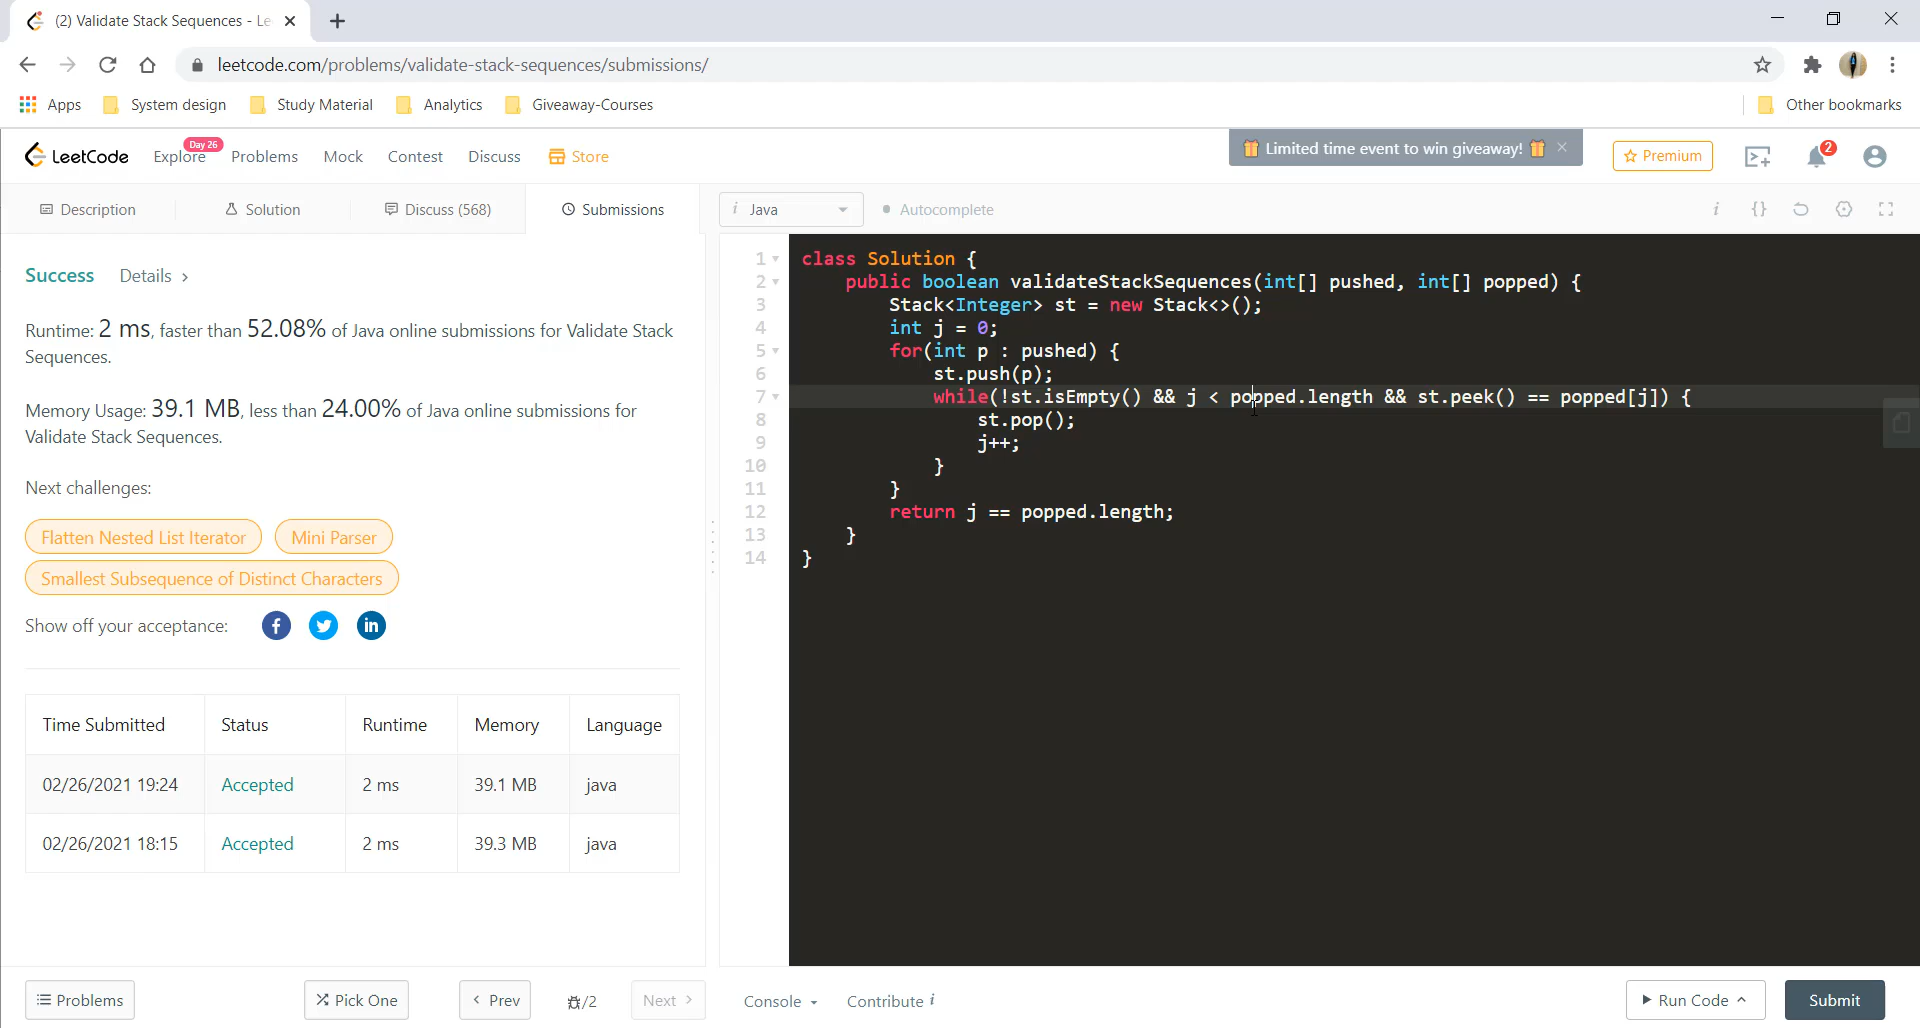 (2) Validate Stack Sequences - Le
leetcode.com/problems/validate-stack-sequences/submissions/
Apps System design Study Material Analytics Giveaway-Courses Other bookmarks
LeetCode Explore Day 26 Problems Mock Contest Discuss Store Limited time event to win giveaway! Premium 2
Description Solution Discuss (568) Submissions i Java Autocomplete i {}
Success Details >
Runtime: 2 ms, faster than 52.08% of Java online submissions for Validate Stack
Sequences.
Memory Usage: 39.1 MB, less than 24.00% of Java online submissions for
Validate Stack Sequences.
Next challenges:
Flatten Nested List Iterator Mini Parser
Smallest Subsequence of Distinct Characters
Show off your acceptance: f in
Time Submitted Status Runtime Memory Language
02/26/2021 19:24 Accepted 2 ms 39.1 MB java
02/26/2021 18:15 Accepted 2 ms 39.3 MB java
1 class Solution {
2 public boolean validateStackSequences(int[] pushed, int[] popped) {
3 Stack<Integer> st = new Stack<>();
4 int j = 0;
5 for(int p : pushed) {
6 st.push(p);
7 while(!st.isEmpty() && j < popped.length && st.peek() == popped[j]) {
8 st.pop();
9 j++;
10 }
11 }
12 return j == popped.length;
13 }
14 }
Problems Pick One < Prev /2 Next > Console Contribute i Run Code Submit